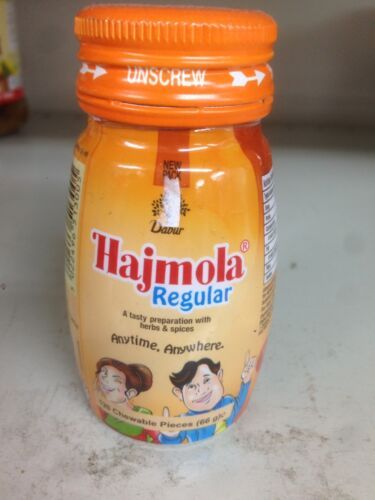 UNSCREW
NEW
PACK
Dabur
Hajmola®
Regular
A tasty preparation with
herbs & spices
Anytime, Anywhere.
Chewable Pieces (66 g)